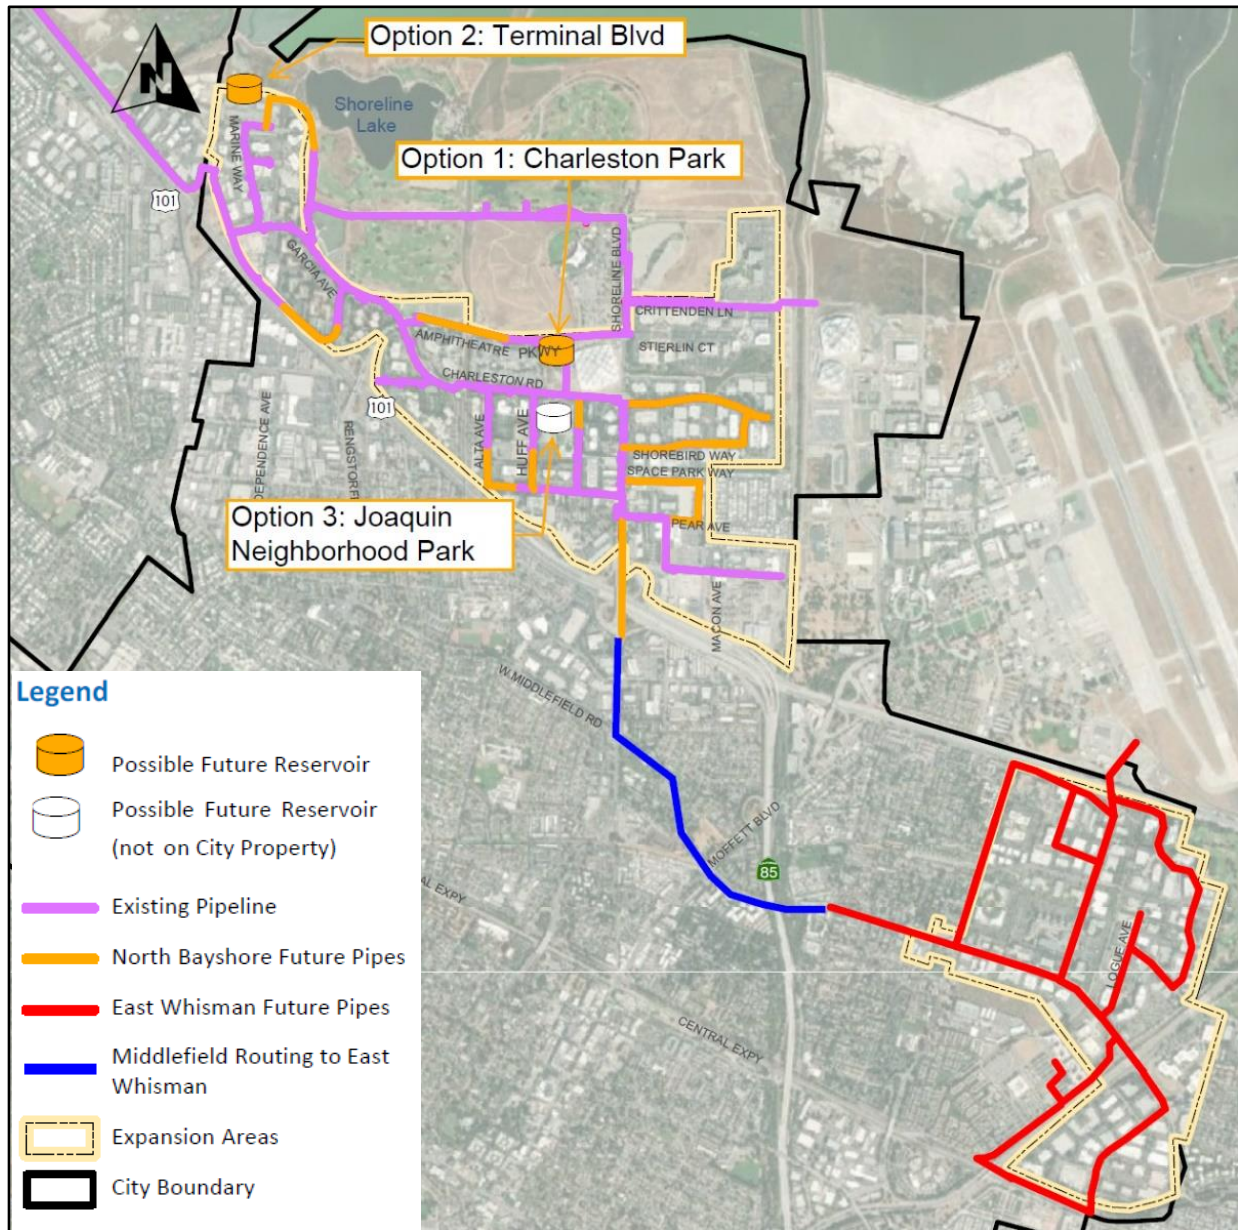 Option 2: Terminal Blvd
N
Shoreline
Lake
MARINE WAY
Option 1: Charleston Park
101
GARCIA AVE
SHORELINE BLVD
CRITTENDEN LN
AMPHITHEATRE PKWY
STIERLIN CT
CHARLESTON RD
101
ALTA AVE
HUFF AVE
SHOREBIRD WAY
SPACE PARK WAY
PEAR AVE
Option 3: Joaquin
Neighborhood Park
MACON AVE
W.MIDDLEFIELD RD
MOFFETT BLVD
85
AL EXPY
LOGUE AVE
CENTRAL EXPY
Legend
Possible Future Reservoir
Possible Future Reservoir
(not on City Property)
Existing Pipeline
North Bayshore Future Pipes
East Whisman Future Pipes
Middlefield Routing to East
Whisman
Expansion Areas
City Boundary